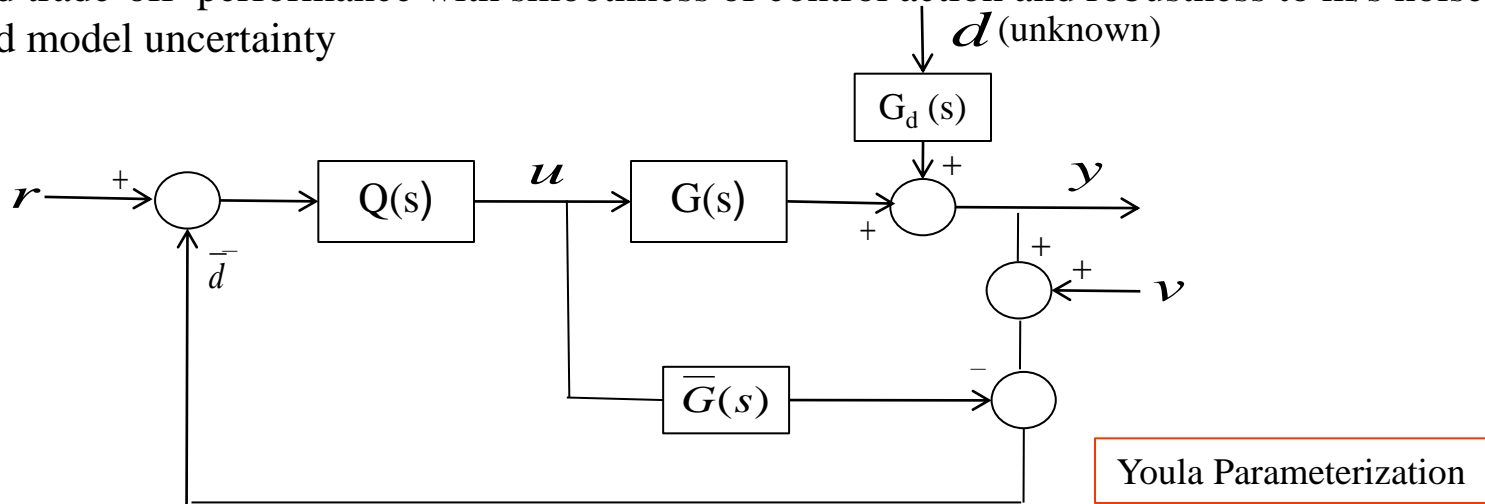 d trade-off performance with smoothness of control action and robustness to m/s noise
d model uncertainty
d (unknown)
G_d (s)
r
+
Q(s)
u
G(s)
+
+
y
d̄
−
+
+
v
Ḡ(s)
−
Youla Parameterization